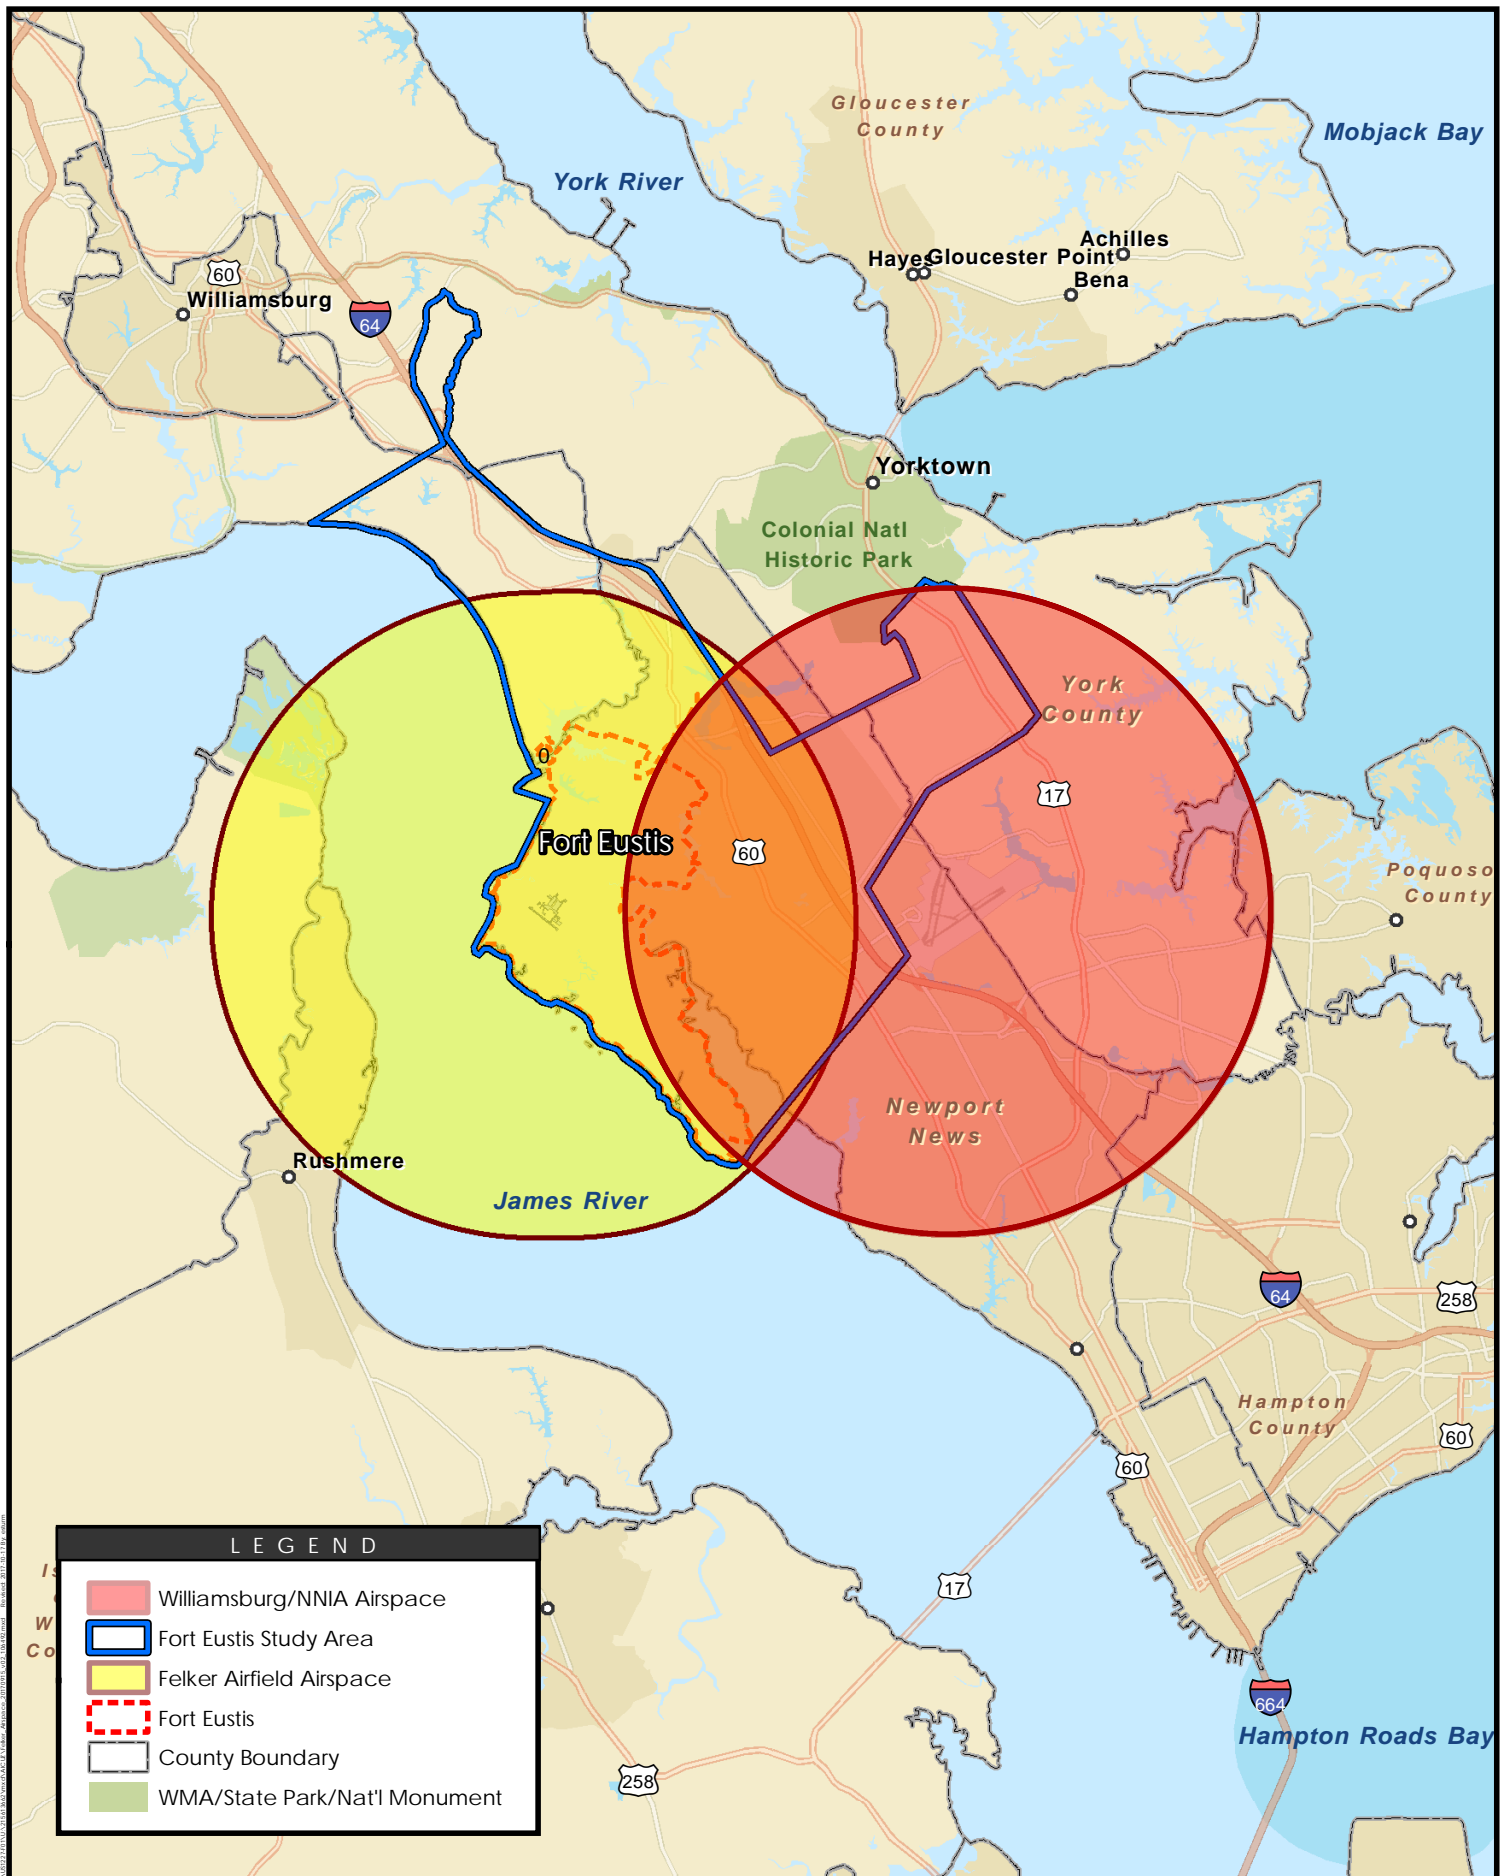 Gloucester
County
Mobjack Bay
York River
Achilles
Hayes
Gloucester Point
Bena
60
Williamsburg
64
Yorktown
Colonial Natl
Historic Park
York
County
0
17
Fort Eustis
60
Poquoso
County
Newport
News
Rushmere
James River
64
258
Hampton
County
60
60
17
664
Hampton Roads Bay
258
Is
W
Co
LEGEND
Williamsburg/NNIA Airspace
Fort Eustis Study Area
Felker Airfield Airspace
Fort Eustis
County Boundary
WMA/State Park/Nat'l Monument